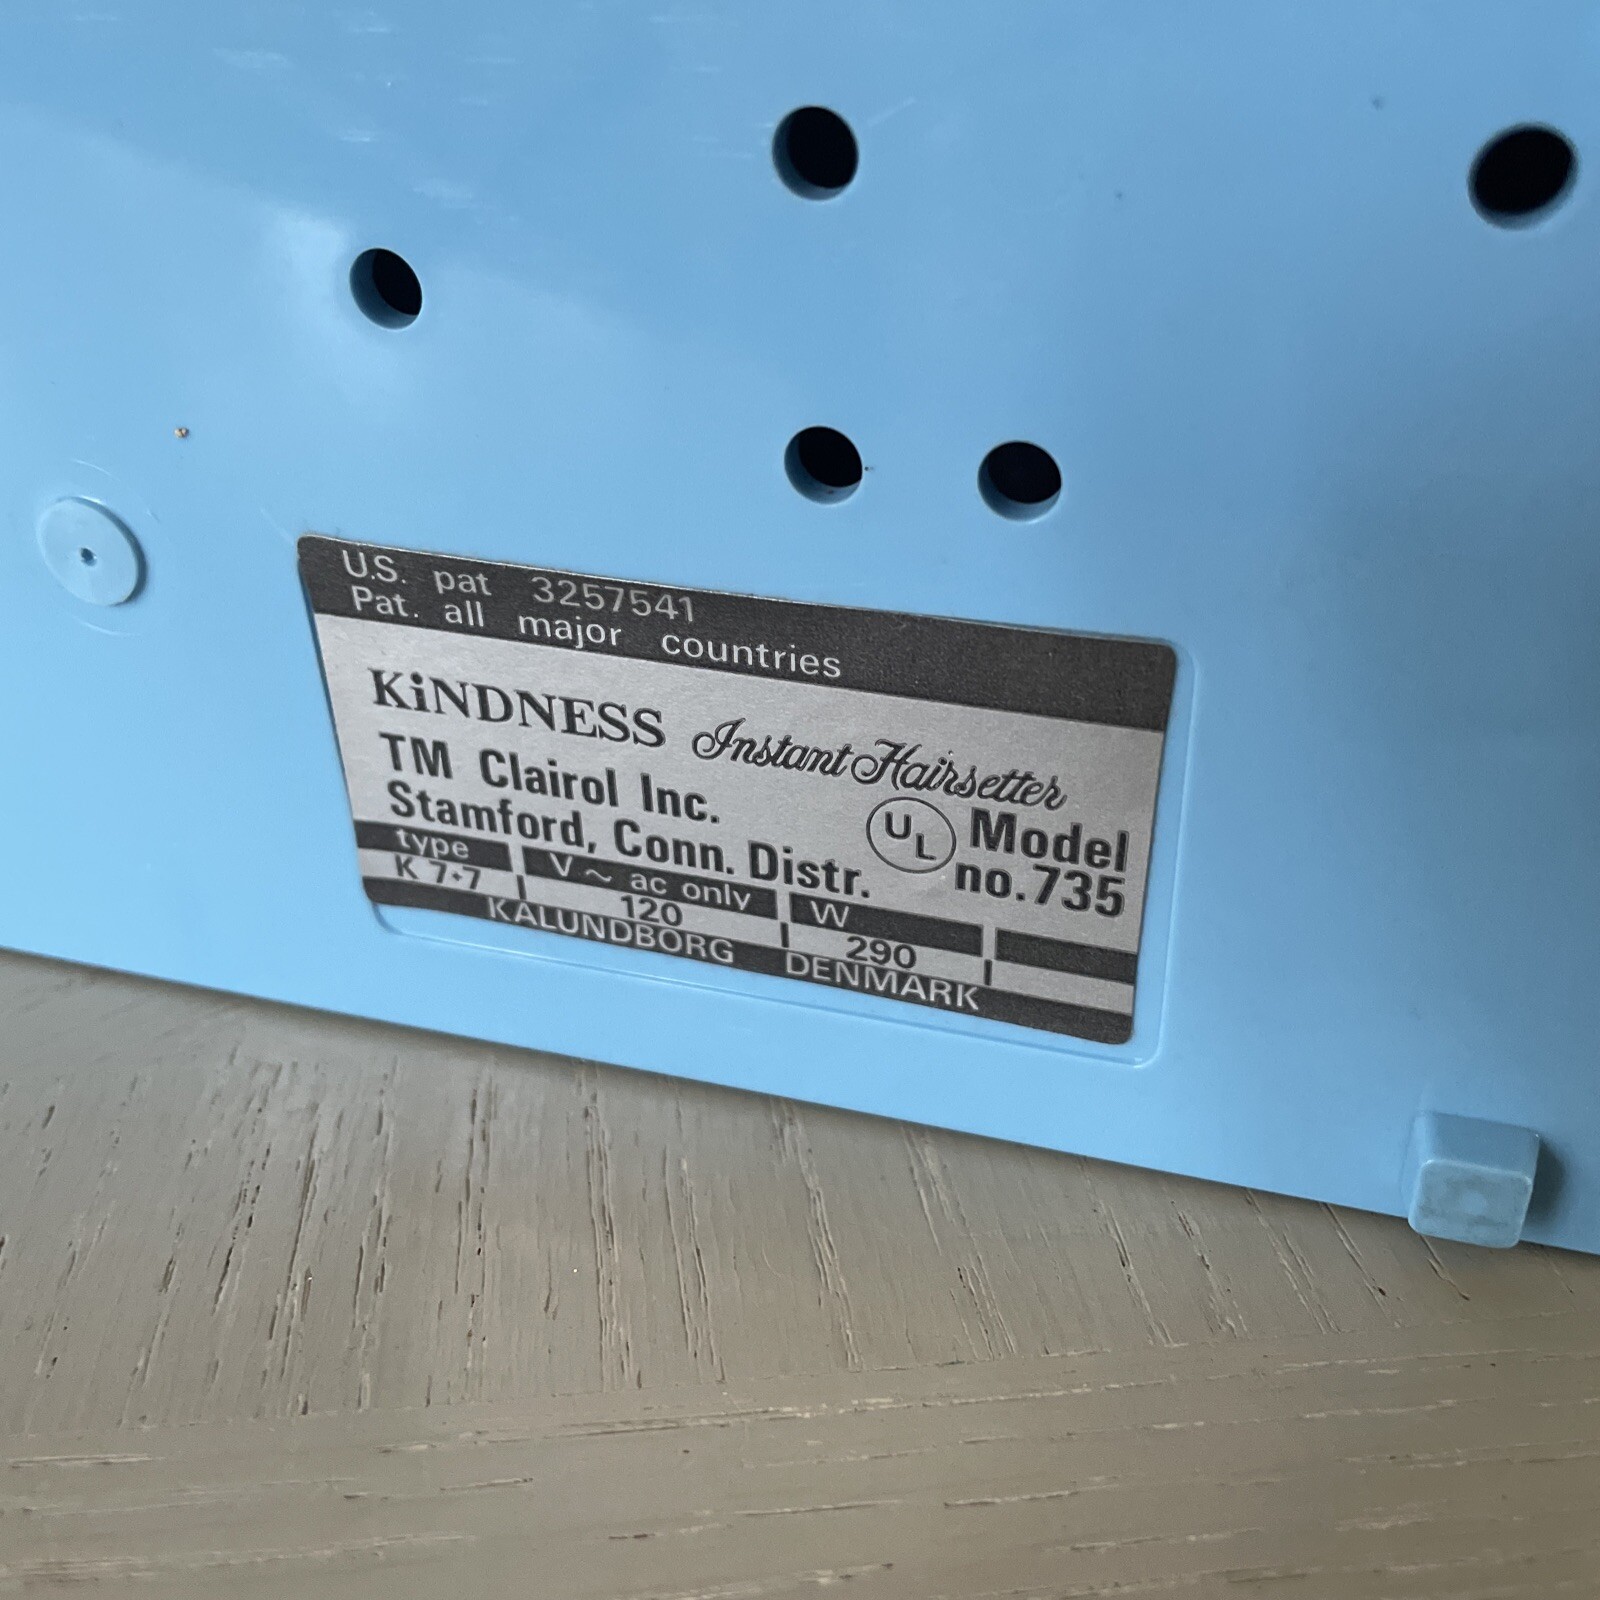 U.S. pat 3257541
Pat. all major countries
KiNDNESS Instant Hairsetter
TM Clairol Inc.
Stamford, Conn. Distr.
UL Model
no.735
type V ~ ac only W
K 7·7 120 290
KALUNDBORG DENMARK